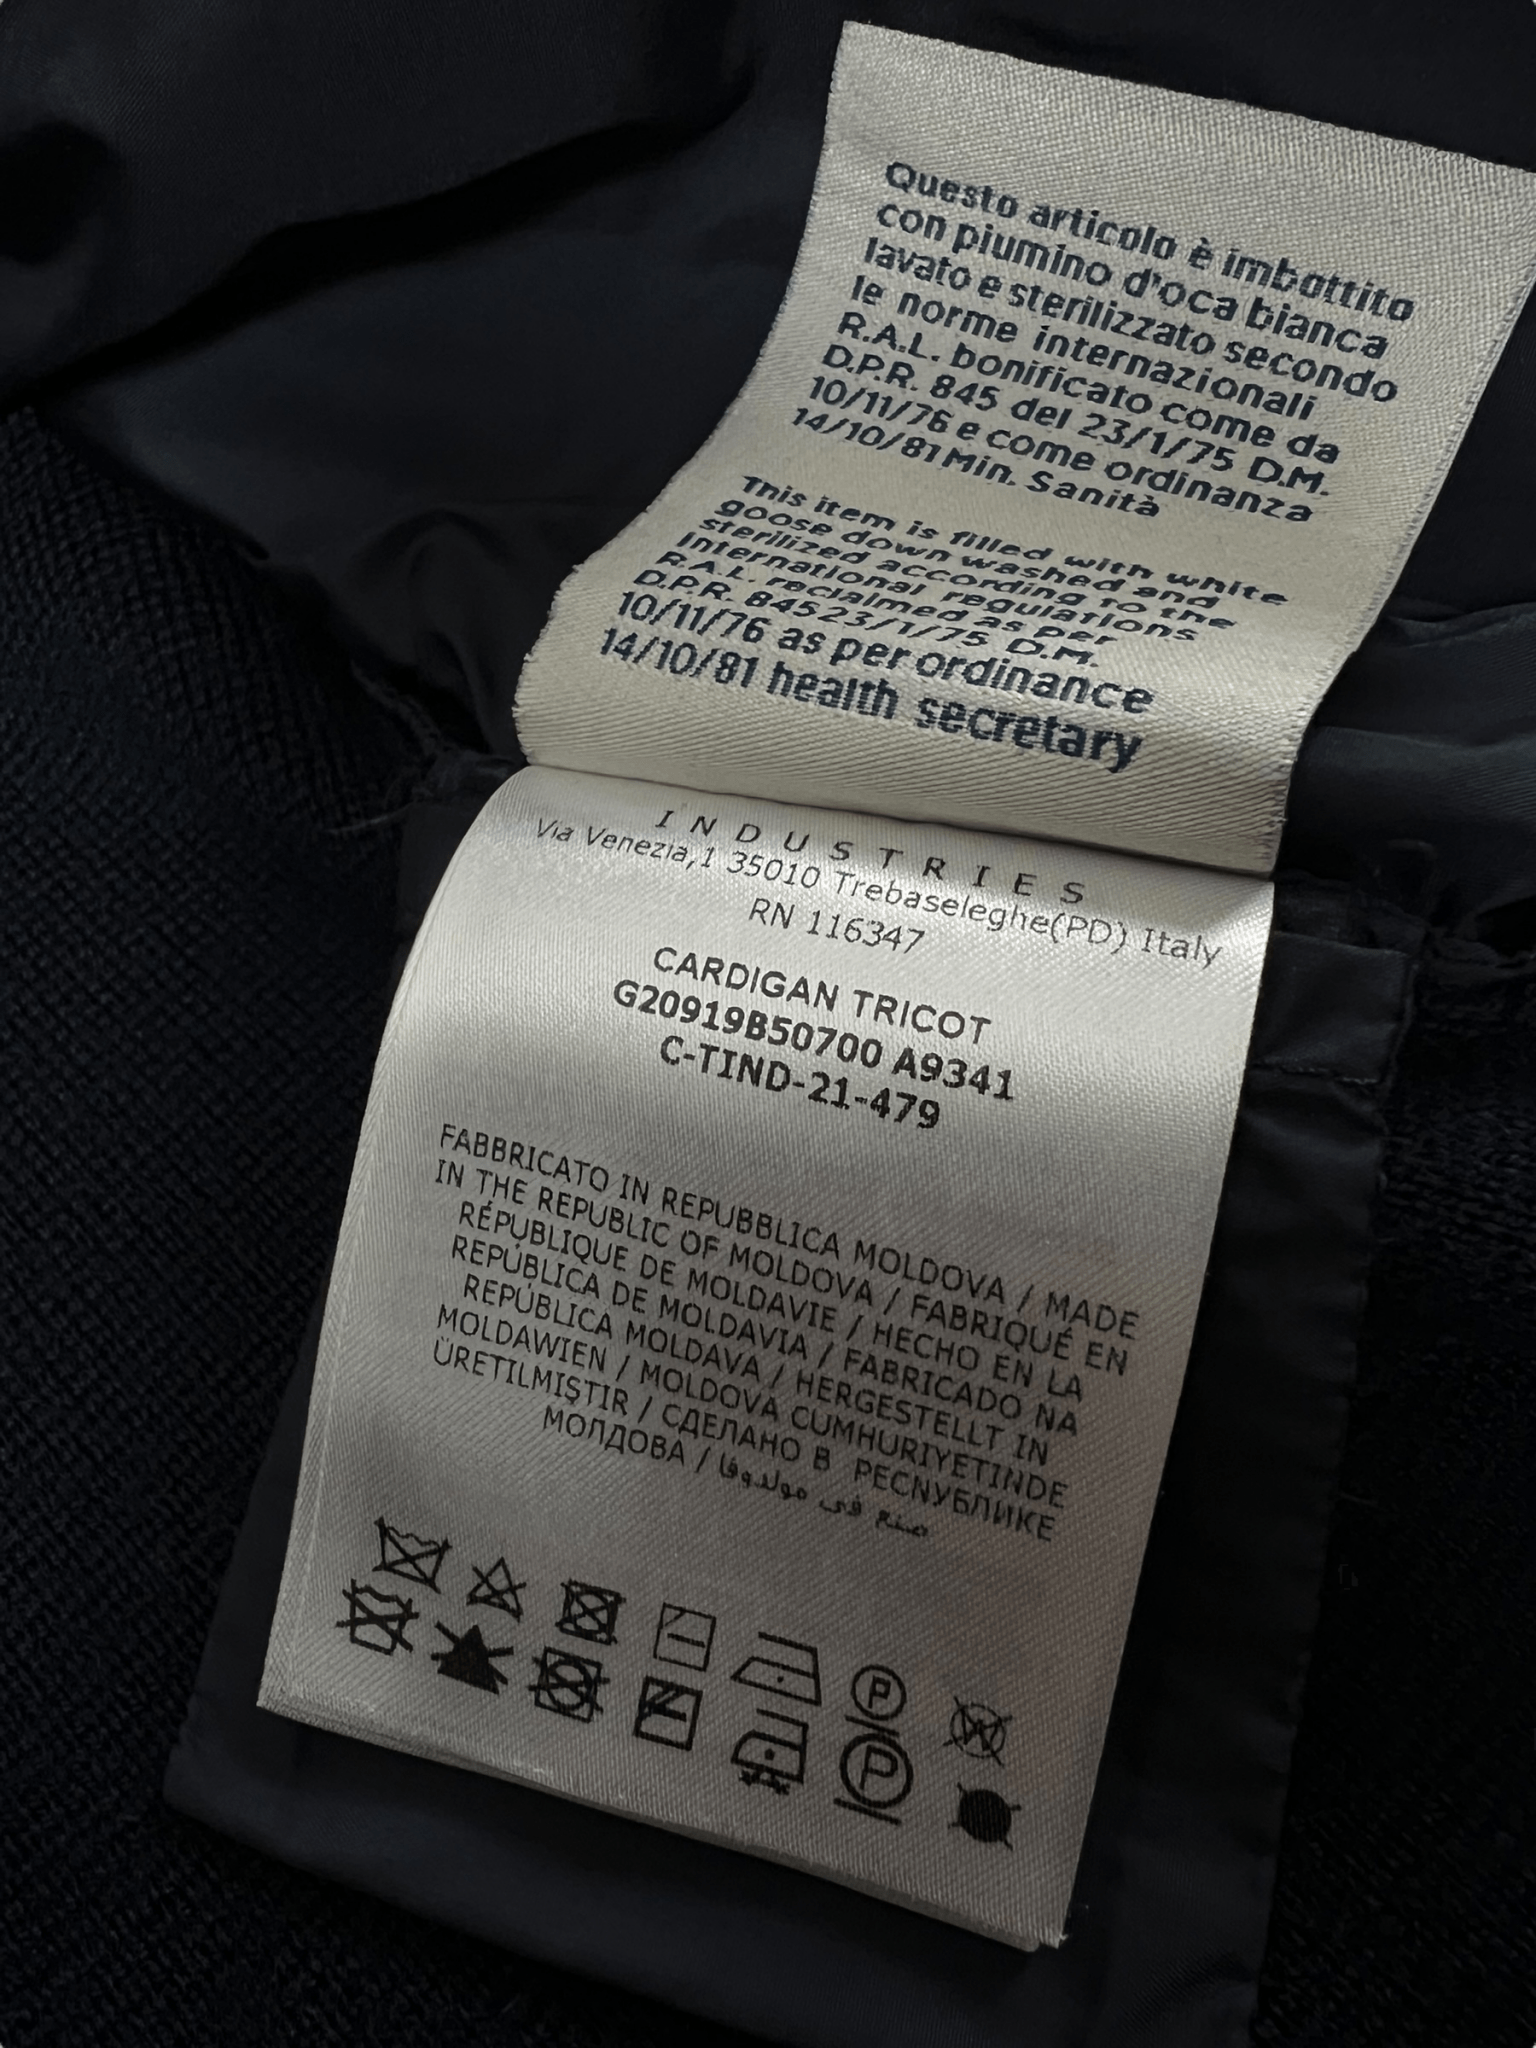 Questo articolo è imbottito
con piumino d'oca bianca
lavato e sterilizzato secondo
le norme internazionali
R.A.L. bonificato come da
D.P.R. 845 del 23/1/75 D.M.
10/11/76 e come ordinanza
14/10/81 Min. Sanità
This item is filled with white
goose down washed and
sterilized according to the
International regulations
R.A.L. reclaimed as per
D.P.R. 845 23/1/75 D.M.
10/11/76 as per ordinance
14/10/81 health secretary
INDUSTRIES
Via Venezia,1 35010 Trebaseleghe(PD) Italy
RN 116347
CARDIGAN TRICOT
G20919B50700 A9341
C-TIND-21-479
FABBRICATO IN REPUBBLICA MOLDOVA / MADE
IN THE REPUBLIC OF MOLDOVA / FABRIQUÉ EN
RÉPUBLIQUE DE MOLDAVIE / HECHO EN LA
REPÚBLICA DE MOLDAVIA / FABRICADO NA
REPÚBLICA MOLDAVA / HERGESTELLT IN
MOLDAWIEN / MOLDOVA CUMHURIYETINDE
ÜRETILMIŞTIR / СДЕЛАНО В РЕСПУБЛИКЕ
МОЛДОВА / صنع في مولدوفا
P W
P